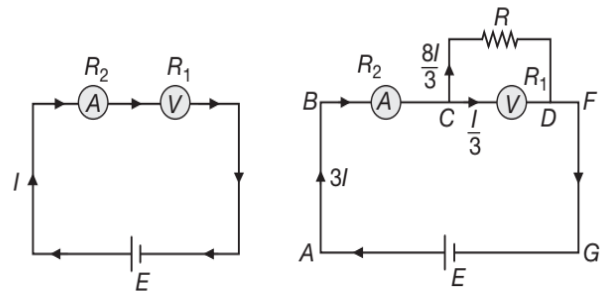 R₂ R₁
A V
I
E
R
8I/3
R₂ R₁
B A C I/3 V D F
3I
A G
E